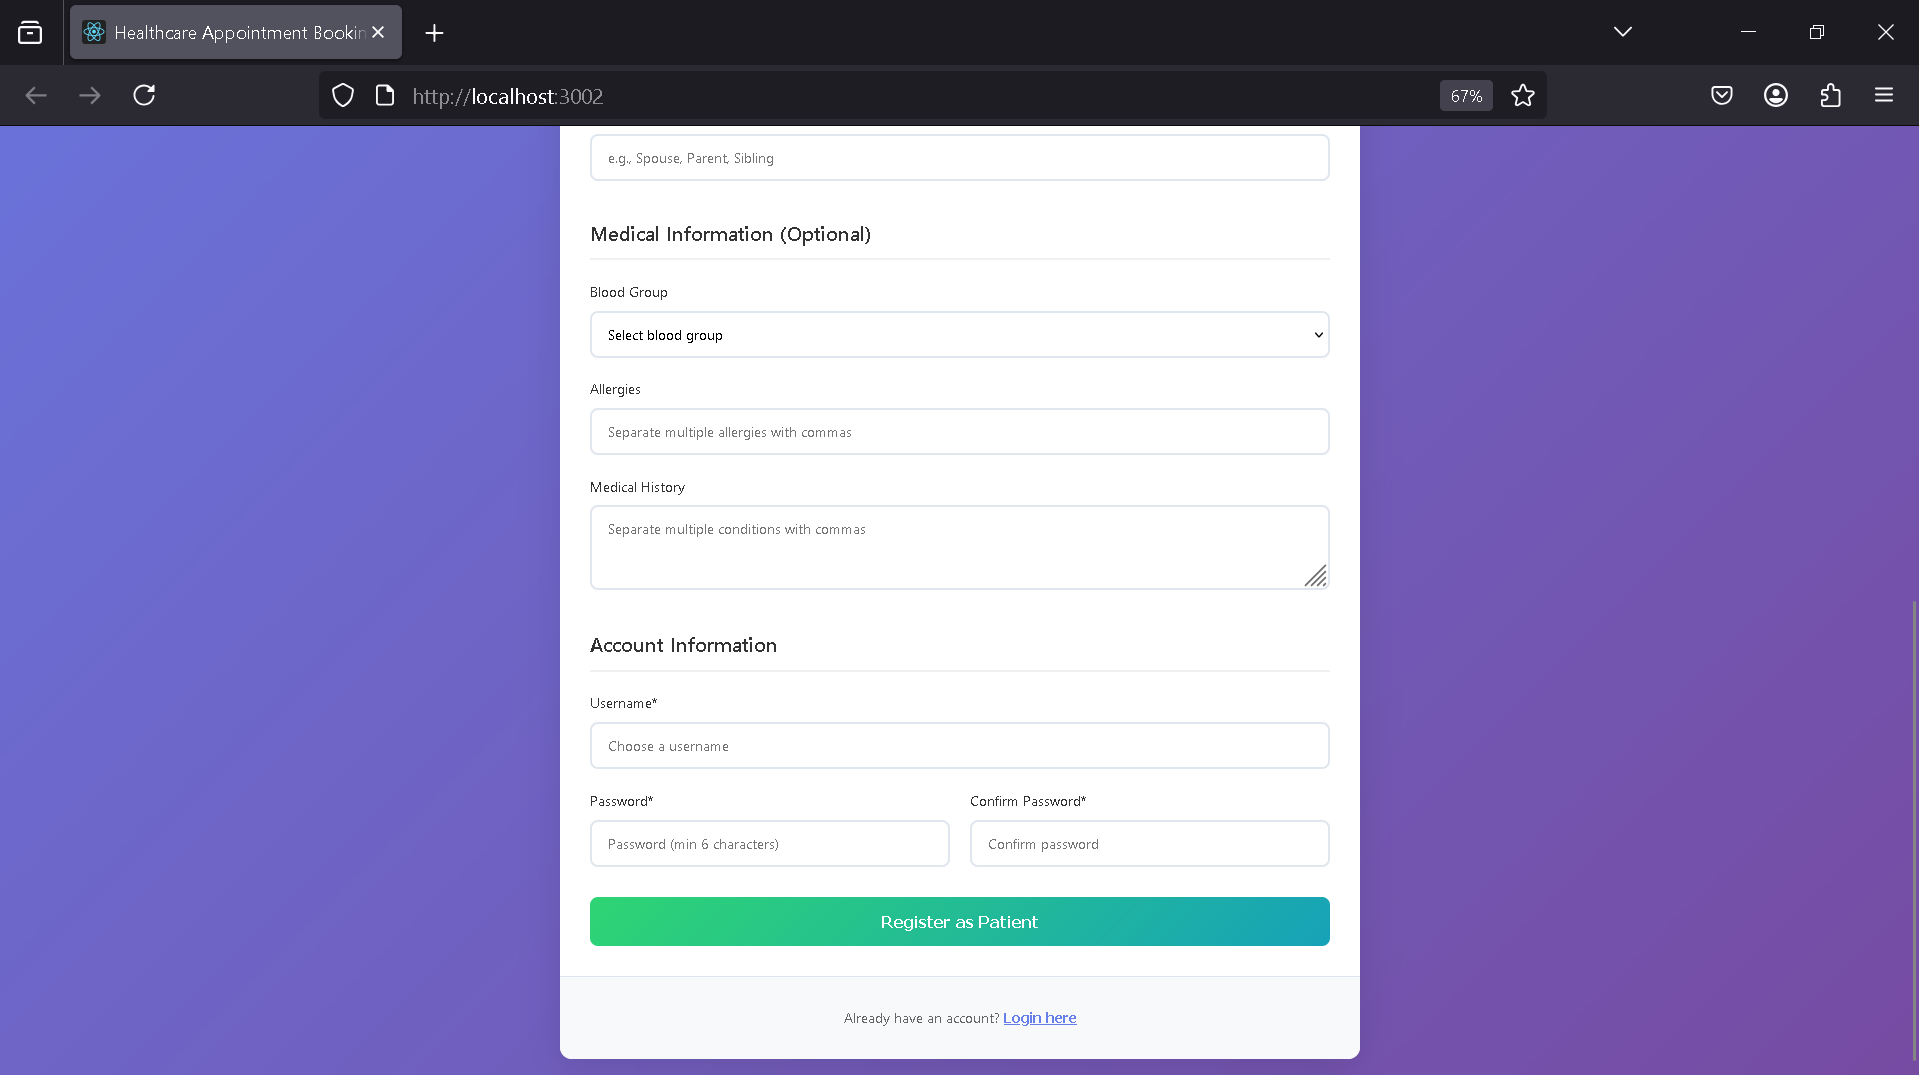 Healthcare Appointment Bookin
http://localhost:3002
67%
e.g., Spouse, Parent, Sibling
Medical Information (Optional)
Blood Group
Select blood group
Allergies
Separate multiple allergies with commas
Medical History
Separate multiple conditions with commas
Account Information
Username*
Choose a username
Password* Confirm Password*
Password (min 6 characters) Confirm password
Register as Patient
Already have an account? Login here